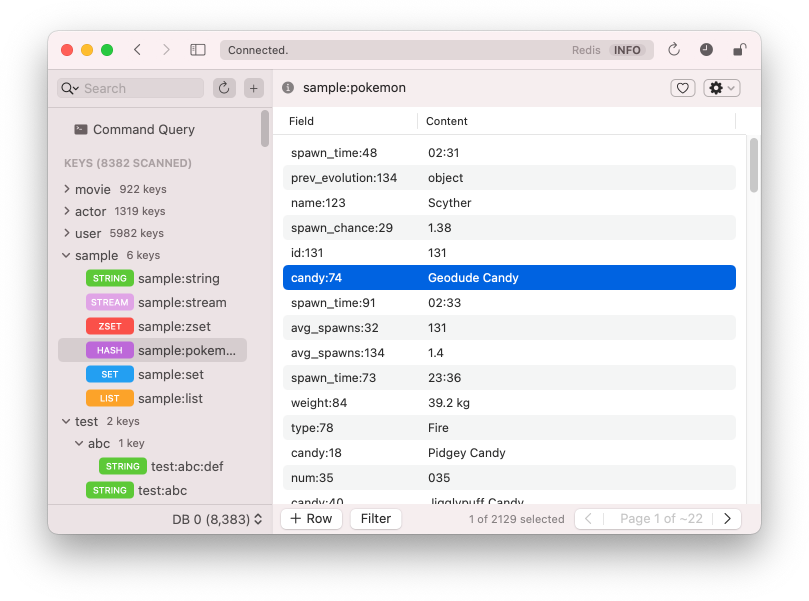 Connected. Redis INFO
Search
sample:pokemon
Command Query
KEYS (8382 SCANNED)
movie 922 keys
actor 1319 keys
user 5982 keys
sample 6 keys
STRING sample:string
STREAM sample:stream
ZSET sample:zset
HASH sample:pokem...
SET sample:set
LIST sample:list
test 2 keys
abc 1 key
STRING test:abc:def
STRING test:abc
DB 0 (8,383)
Field Content
spawn_time:48 02:31
prev_evolution:134 object
name:123 Scyther
spawn_chance:29 1.38
id:131 131
candy:74 Geodude Candy
spawn_time:91 02:33
avg_spawns:32 131
avg_spawns:134 1.4
spawn_time:73 23:36
weight:84 39.2 kg
type:78 Fire
candy:18 Pidgey Candy
num:35 035
candy:40 Jigglypuff Candy
+ Row Filter 1 of 2129 selected Page 1 of ~22